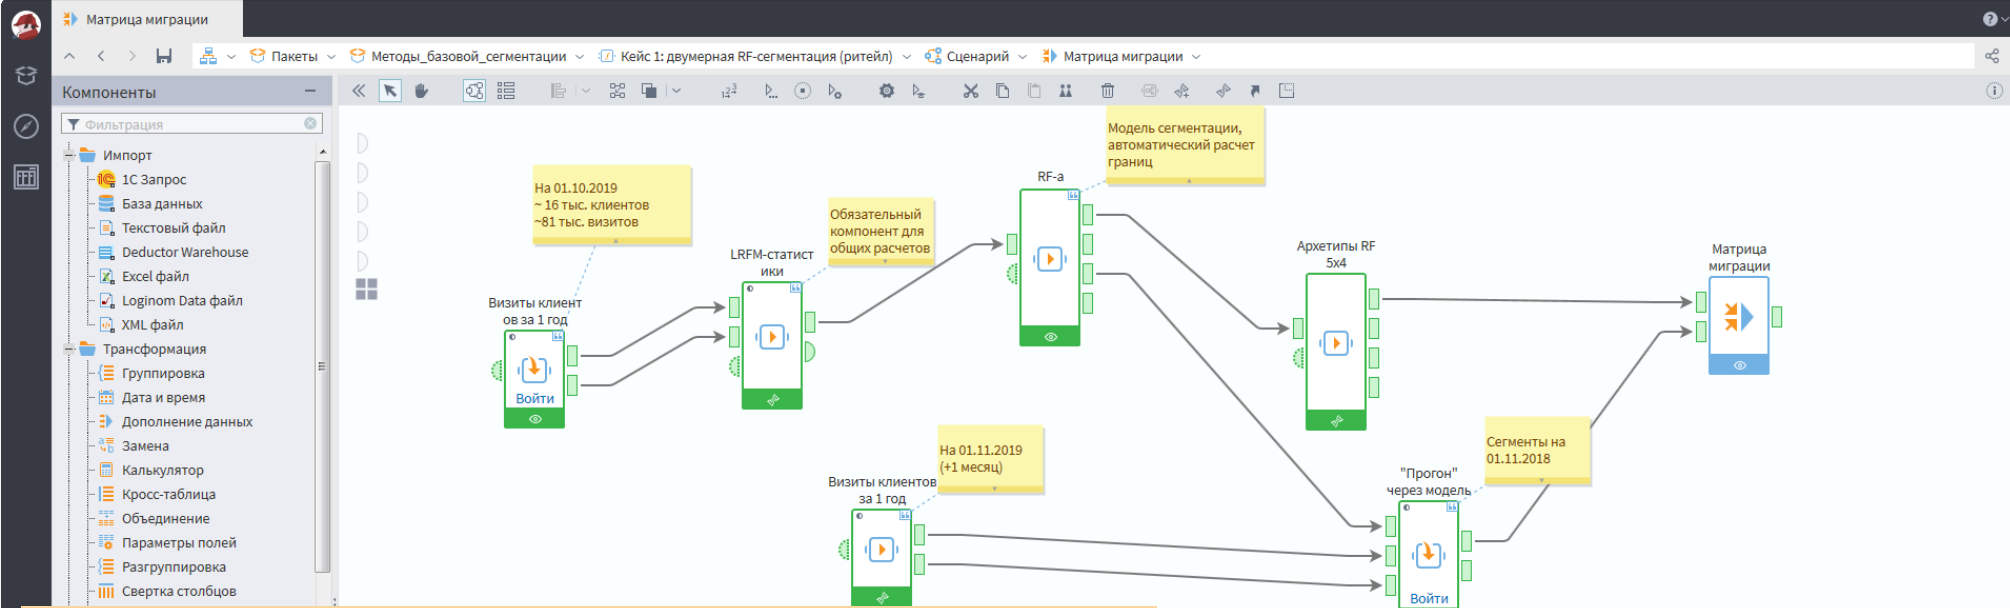 Матрица миграции
Пакеты
Методы_базовой_сегментации
Кейс 1: двумерная RF-сегментация (ритейл)
Сценарий
Матрица миграции
Компоненты
Фильтрация
Импорт
1С Запрос
База данных
Текстовый файл
Deductor Warehouse
Excel файл
Loginom Data файл
XML файл
Трансформация
Группировка
Дата и время
Дополнение данных
Замена
Калькулятор
Кросс-таблица
Объединение
Параметры полей
Разгруппировка
Свертка столбцов
На 01.10.2019
~ 16 тыс. клиентов
~81 тыс. визитов
Визиты клиент
ов за 1 год
Войти
LRFM-статист
ики
Обязательный
компонент для
общих расчетов
RF-а
Модель сегментации,
автоматический расчет
границ
Архетипы RF
5x4
Матрица
миграции
На 01.11.2019
(+1 месяц)
Визиты клиентов
за 1 год
Сегменты на
01.11.2018
"Прогон"
через модель
Войти